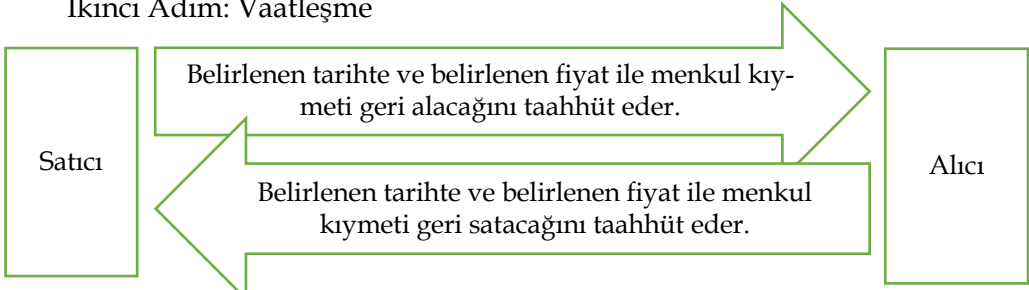 İkinci Adım: Vaatleşme
Belirlenen tarihte ve belirlenen fiyat ile menkul kıy-
meti geri alacağını taahhüt eder.
Satıcı
Alıcı
Belirlenen tarihte ve belirlenen fiyat ile menkul
kıymeti geri satacağını taahhüt eder.